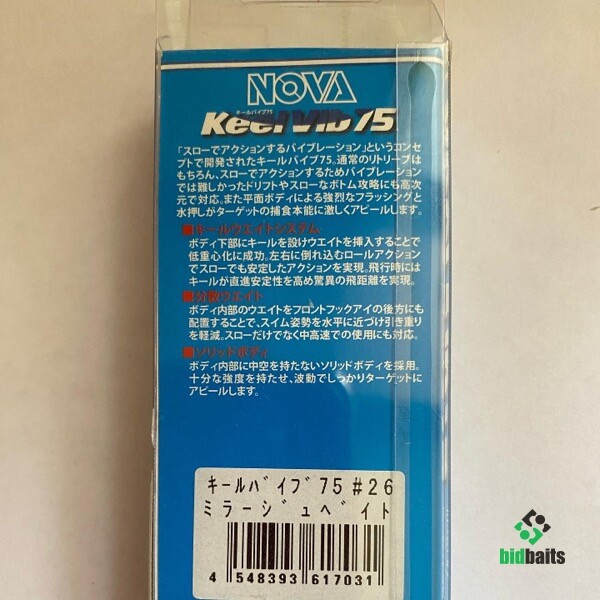 NOVA
キールバイブ75
Keel Vib 75
「スローでアクションするバイブレーション」というコンセ
プトで開発されたキールバイブ75。通常のリトリーブは
もちろん、スローでアクションするためバイブレーション
では難しかったドリフトやスローなボトム攻略にも高次
元で対応。また平面ボディによる強烈なフラッシングと
水押しがターゲットの捕食本能に激しくアピールします。
■キールウエイトシステム
ボディ下部にキールを設けウエイトを挿入することで
低重心化に成功。左右に倒れ込むロールアクション
でスローでも安定したアクションを実現。飛行時には
キールが直進安定性を高め驚異の飛距離を実現。
■分散ウエイト
ボディ内部のウエイトをフロントフックアイの後方にも
配置することで、スイム姿勢を水平に近づけ引き重り
を軽減。スローだけでなく中高速での使用にも対応。
■ソリッドボディ
ボディ内部に中空を持たないソリッドボディを採用。
十分な強度を持たせ、波動でしっかりターゲットに
アピールします。
キールバイブ75#26
ミラージュベイト
4 548393 617031
bidbaits